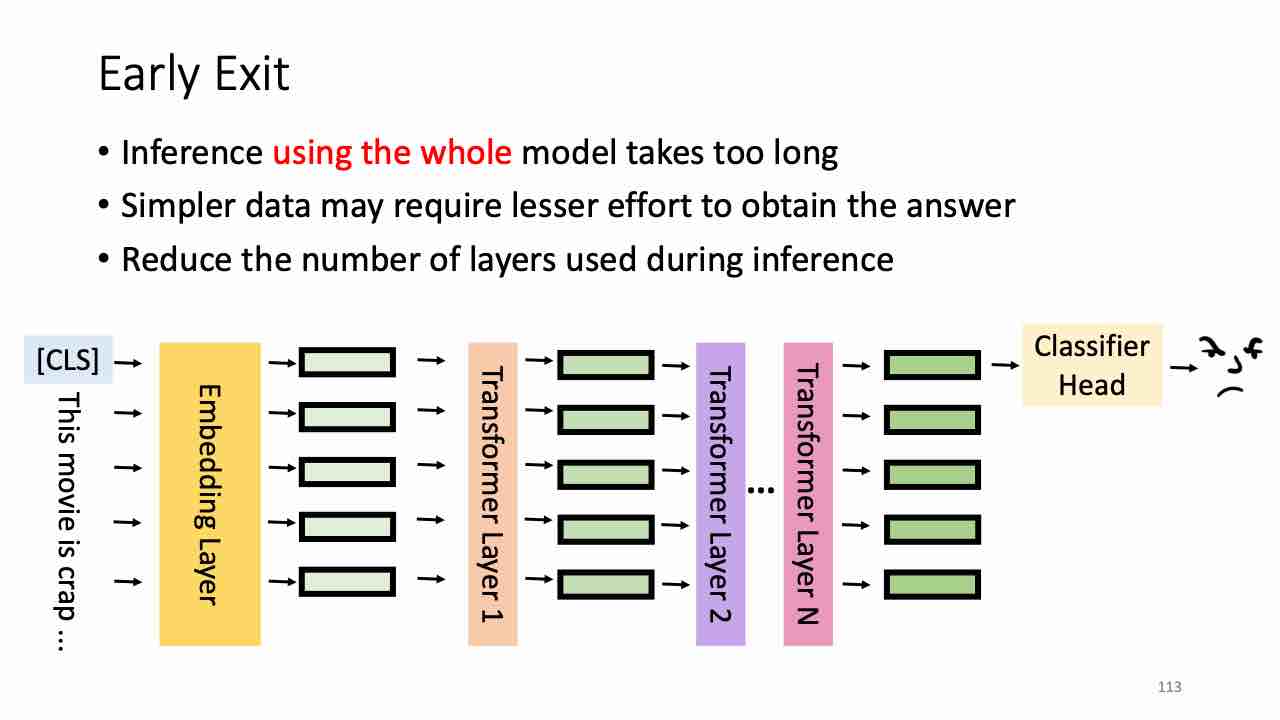 Early Exit
• Inference using the whole model takes too long
• Simpler data may require lesser effort to obtain the answer
• Reduce the number of layers used during inference
[CLS]
This movie is crap ...
Embedding Layer
Transformer Layer 1
Transformer Layer 2
...
Transformer Layer N
Classifier
Head
113